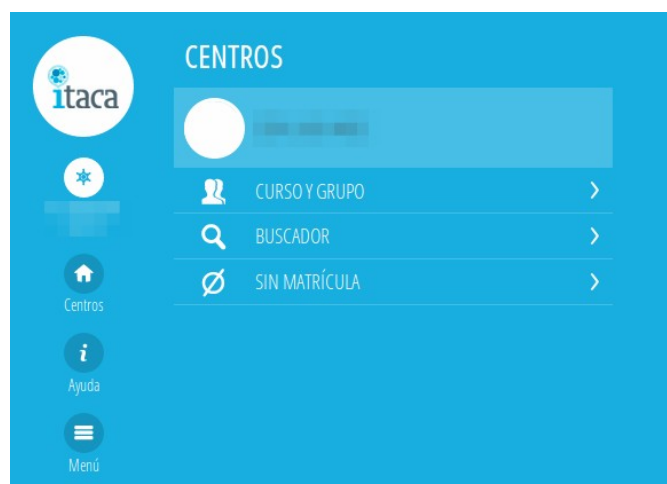 itaca
CENTROS
CURSO Y GRUPO
BUSCADOR
SIN MATRÍCULA
Centros
Ayuda
Menú